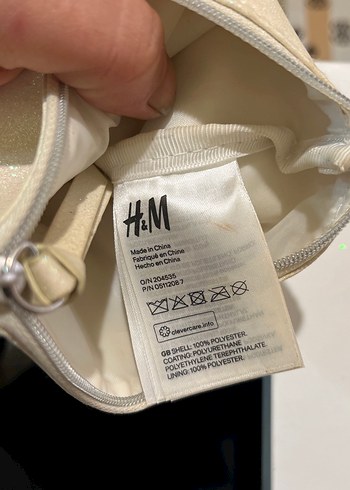 H&M
Made in China
Fabriqué en Chine
Hecho en China
O/N 204535
P/N 0511208 7
clevercare.info
GB SHELL: 100% POLYESTER.
COATING: POLYURETHANE
POLYETHYLENE TEREPHTHALATE.
LINING: 100% POLYESTER.